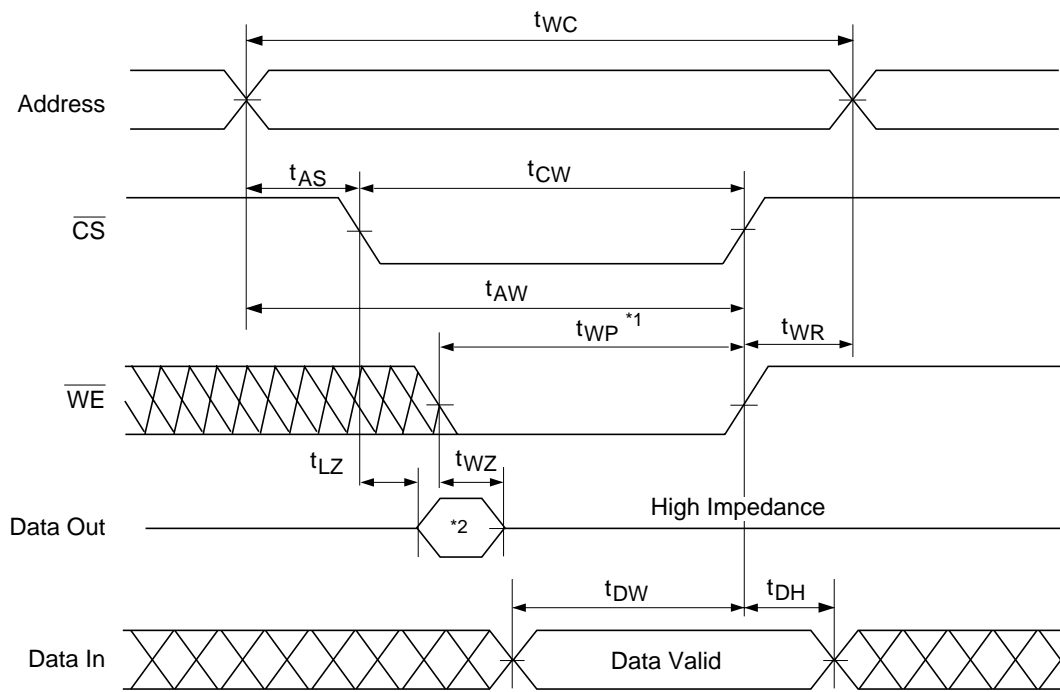 tWC
Address
tAS
tCW
CS
tAW
tWP *1
tWR
WE
tLZ
tWZ
High Impedance
Data Out
*2
tDW
tDH
Data In
Data Valid